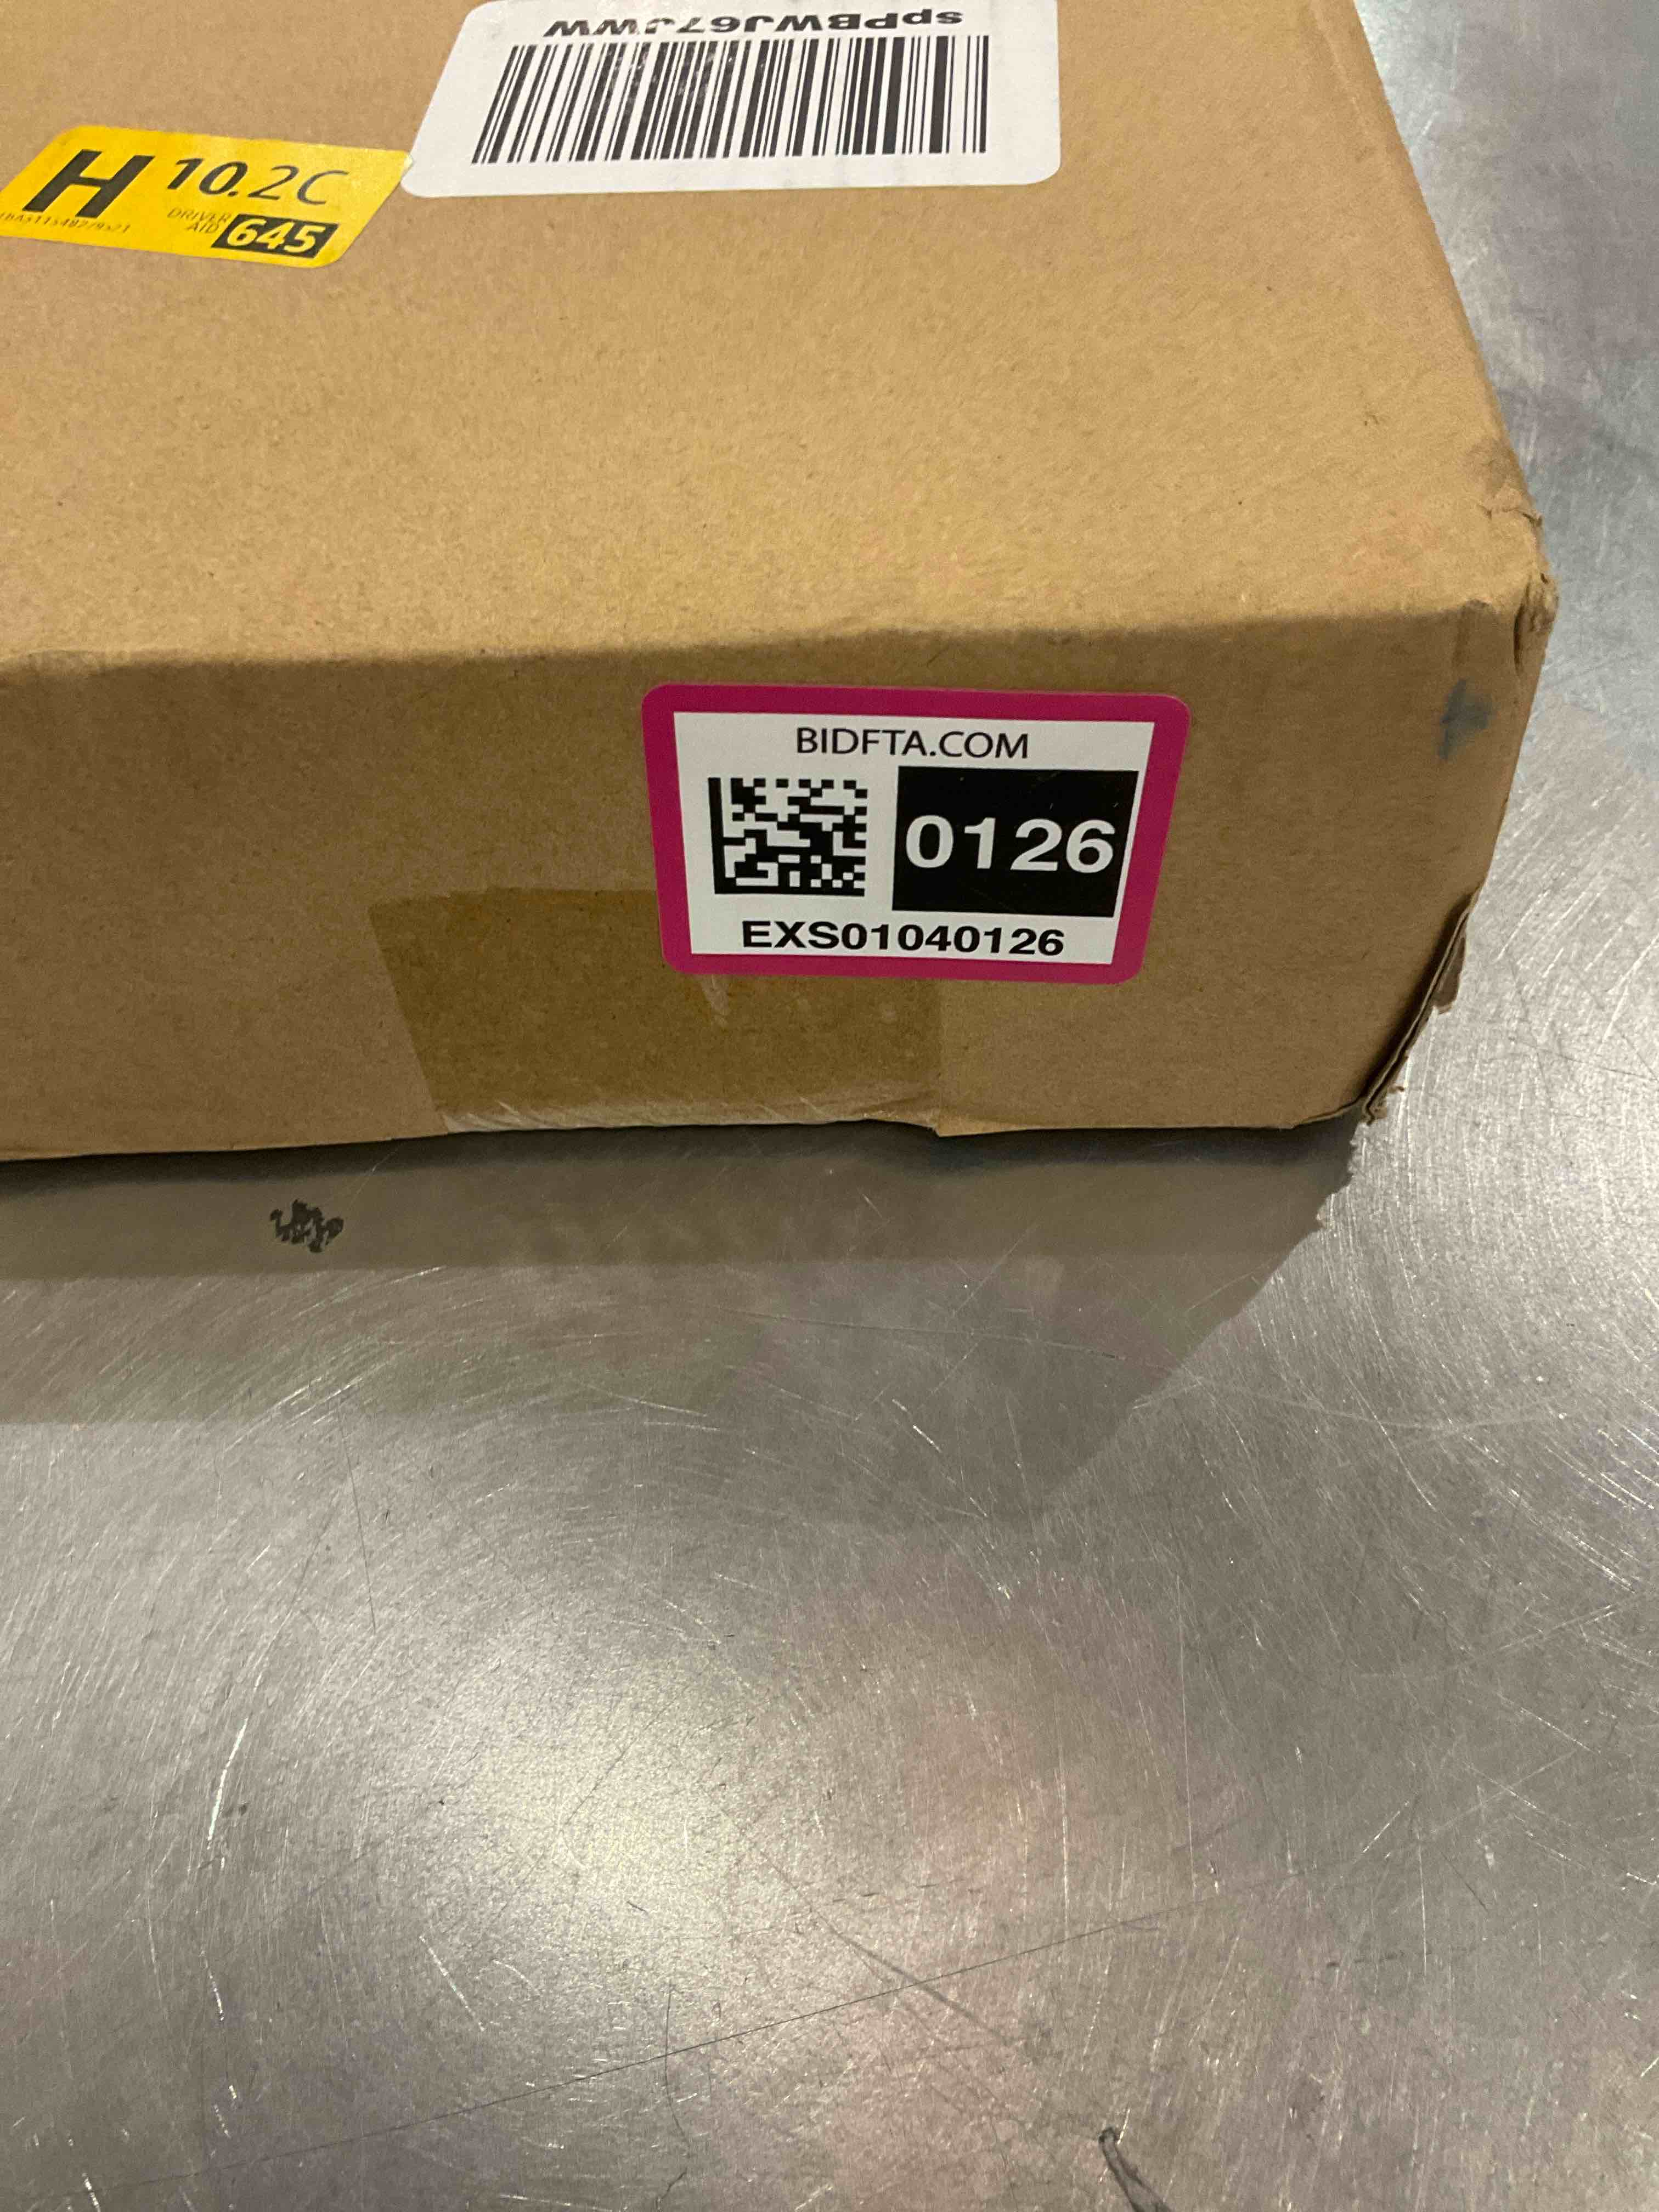 spPBWJ67JWW
H 10.2C
DRIVER
AID 645
BIDFTA.COM
0126
EXS01040126